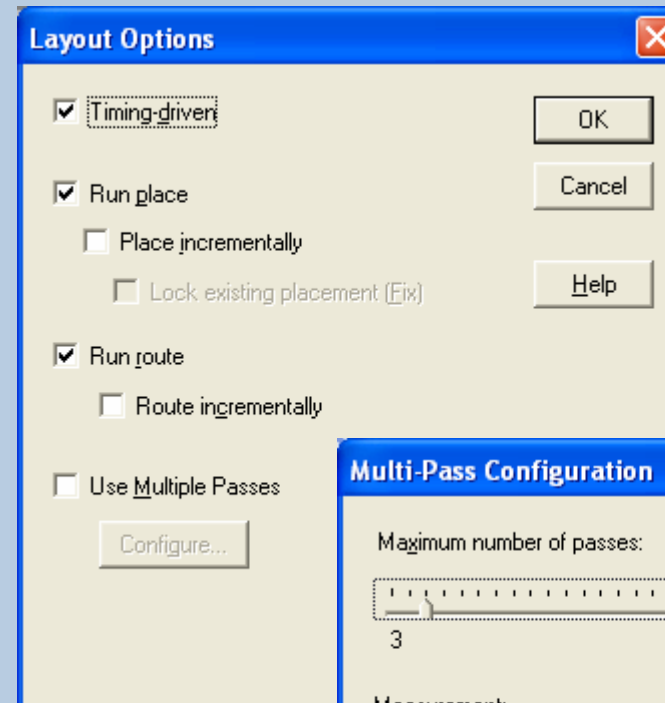 Layout Options
Timing-driven
OK
Run place
Cancel
Place incrementally
Lock existing placement (Fix)
Help
Run route
Route incrementally
Use Multiple Passes
Configure...
Multi-Pass Configuration
Maximum number of passes:
3
Measurement: